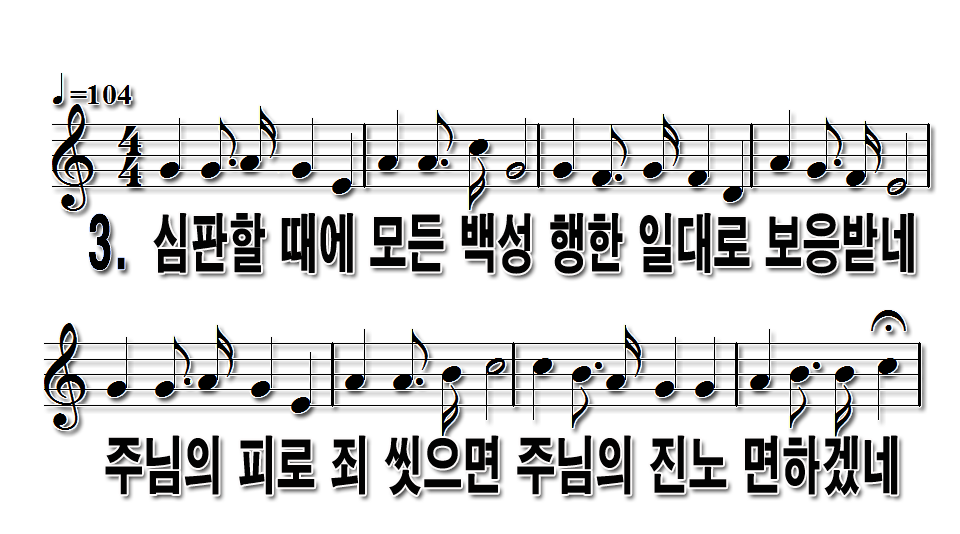 ♩=104
4/4
3. 심판할 때에 모든 백성 행한 일대로 보응받네
주님의 피로 죄 씻으면 주님의 진노 면하겠네